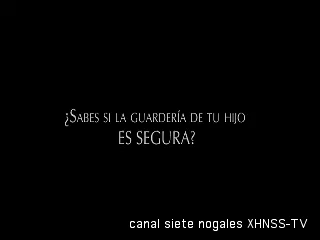 ¿SABES SI LA GUARDERÍA DE TU HIJO
ES SEGURA?
canal siete nogales XHNSS-TV